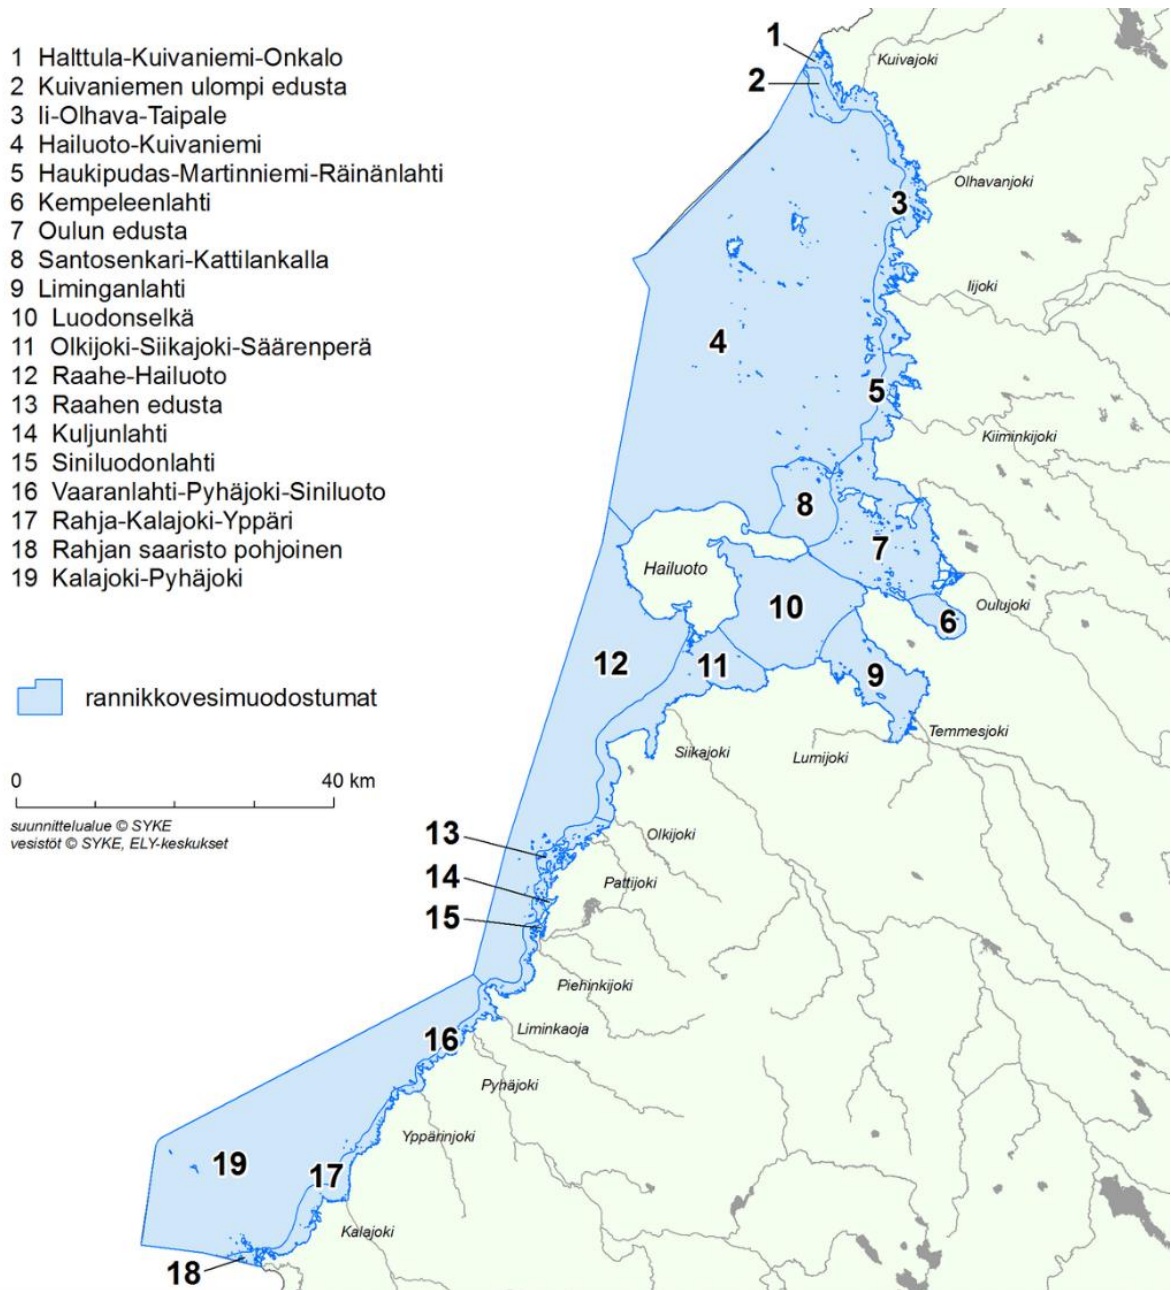 1 Halttula-Kuivaniemi-Onkalo
2 Kuivaniemen ulompi edusta
3 Ii-Olhava-Taipale
4 Hailuoto-Kuivaniemi
5 Haukipudas-Martinniemi-Räinänlahti
6 Kempeleenlahti
7 Oulun edusta
8 Santosenkari-Kattilankalla
9 Liminganlahti
10 Luodonselkä
11 Olkijoki-Siikajoki-Säärenperä
12 Raahe-Hailuoto
13 Raahen edusta
14 Kuljunlahti
15 Siniluodonlahti
16 Vaaranlahti-Pyhäjoki-Siniluoto
17 Rahja-Kalajoki-Yppäri
18 Rahjan saaristo pohjoinen
19 Kalajoki-Pyhäjoki
rannikkovesimuodostumat
0 40 km
suunnittelualue © SYKE
vesistöt © SYKE, ELY-keskukset
1
Kuivajoki
2
Olhavanjoki
3
Iijoki
4
5
Kiiminkijoki
8
7
Hailuoto
10
Oulujoki
6
12
11
9
Temmesjoki
Siikajoki
Lumijoki
13
Olkijoki
14
Pattijoki
15
Piehinkijoki
Liminkaoja
16
Pyhäjoki
Yppärinjoki
19
17
Kalajoki
18